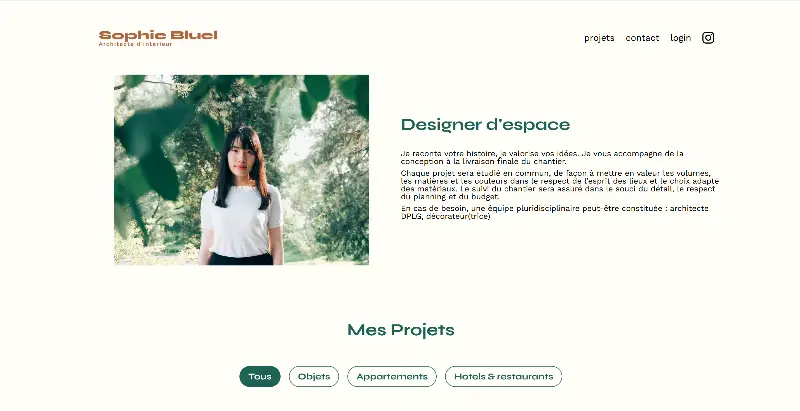 Sophie Bluel
Architecte d'intérieur
projets contact login
Designer d'espace
Je raconte votre histoire, je valorise vos idées. Je vous accompagne de la
conception à la livraison finale du chantier.
Chaque projet sera étudié en commun, de façon à mettre en valeur les volumes,
les matières et les couleurs dans le respect de l'esprit des lieux et le choix adapté
des matériaux. Le suivi du chantier sera assuré dans le souci du détail, le respect
du planning et du budget.
En cas de besoin, une équipe pluridisciplinaire peut-être constituée : architecte
DPLG, décorateur(trice)
Mes Projets
Tous Objets Appartements Hotels & restaurants